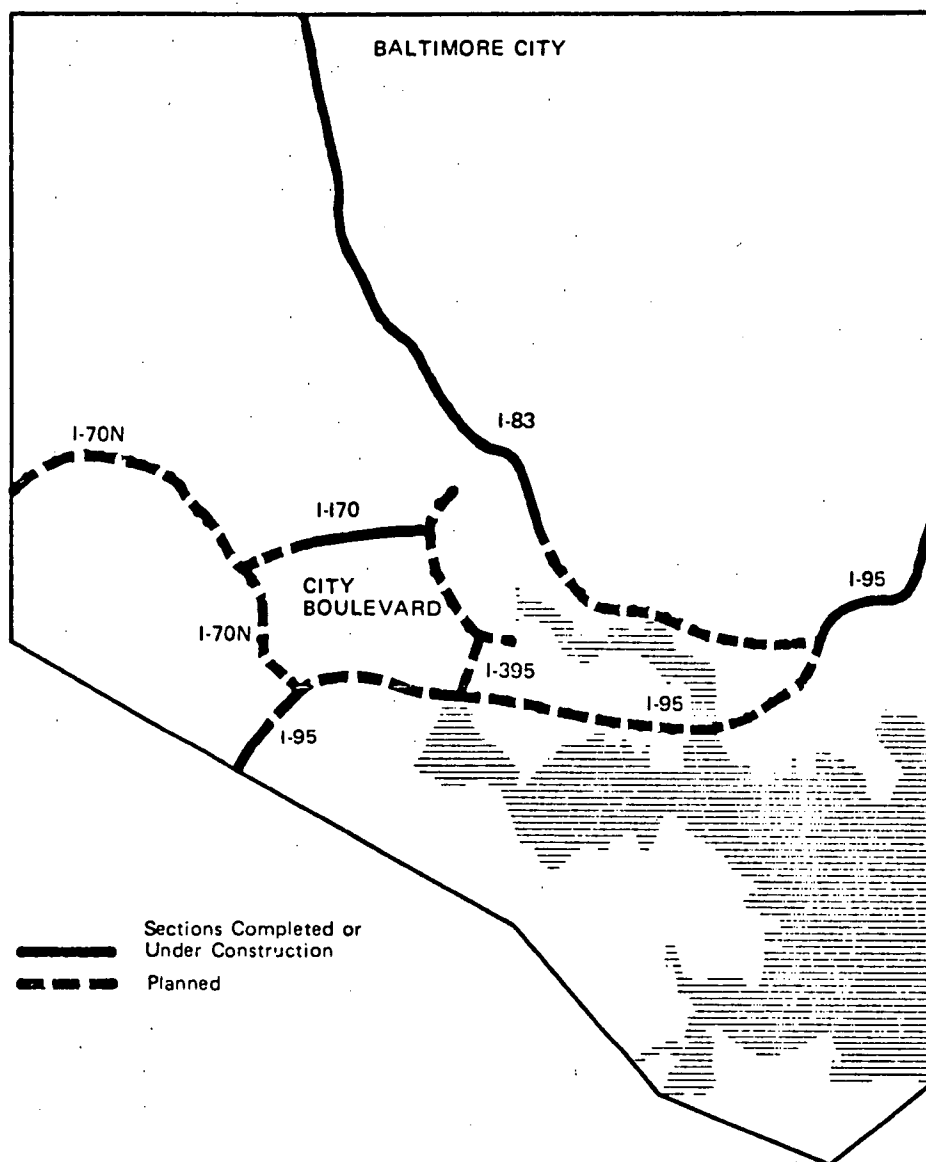 BALTIMORE CITY
I-83
I-70N
I-170
I-95
CITY
BOULEVARD
I-70N
I-395
I-95
I-95
Sections Completed or
Under Construction
Planned